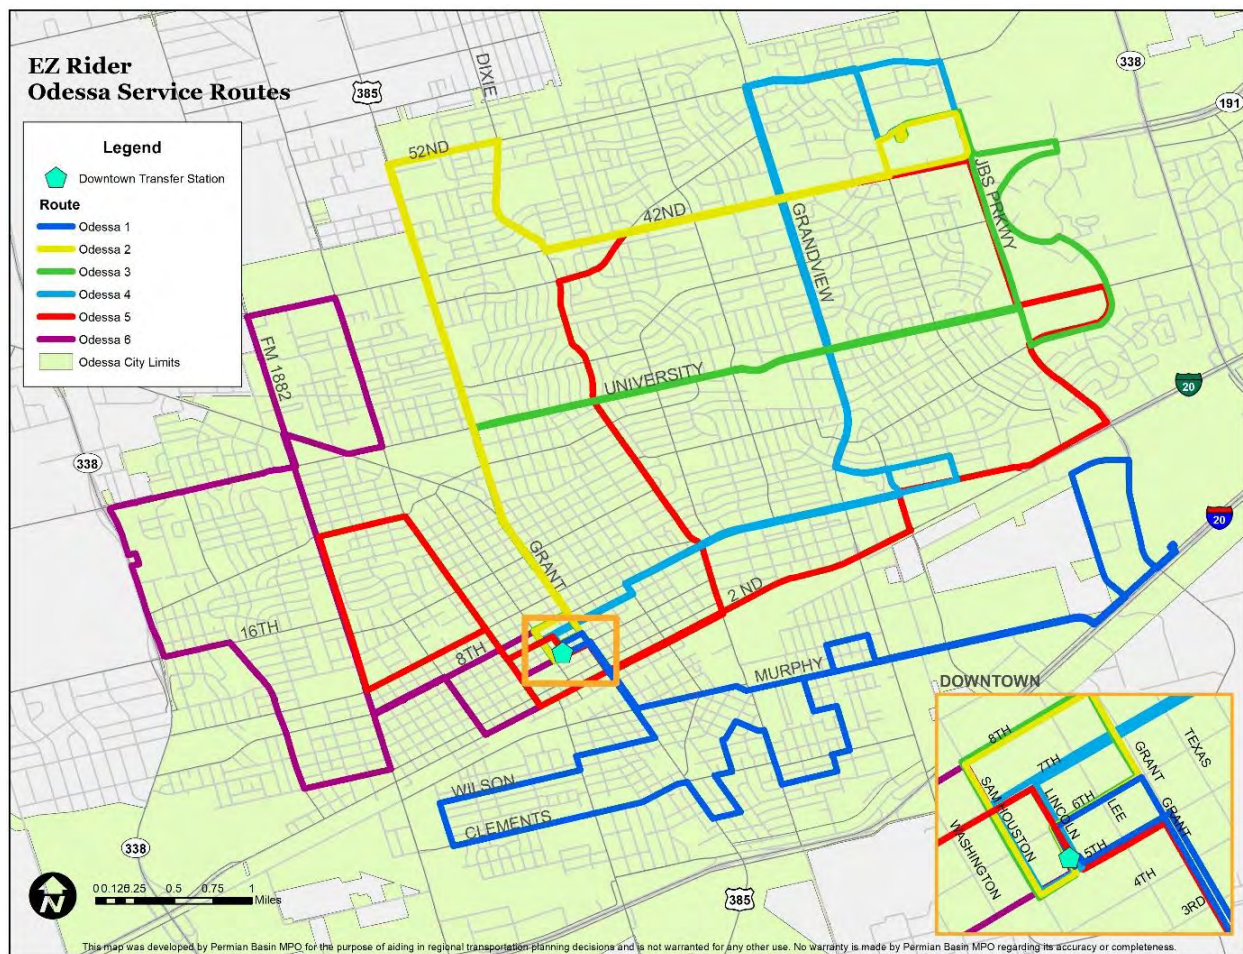 EZ Rider
Odessa Service Routes
Legend
Downtown Transfer Station
Route
Odessa 1
Odessa 2
Odessa 3
Odessa 4
Odessa 5
Odessa 6
Odessa City Limits
385
DIXIE
338
191
52ND
42ND
JBS PRKWY
GRANDVIEW
FM 1882
UNIVERSITY
20
338
GRANT
20
2 ND
16TH
8TH
MURPHY
WILSON
CLEMENTS
338
385
DOWNTOWN
8TH
7TH
GRANT
TEXAS
SAM HOUSTON
LINCOLN
6TH
LEE
GRANT
WASHINGTON
5TH
4TH
3RD
N
0 0.125 0.25 0.5 0.75 1
Miles
This map was developed by Permian Basin MPO for the purpose of aiding in regional transportation planning decisions and is not warranted for any other use. No warranty is made by Permian Basin MPO regarding its accuracy or completeness.